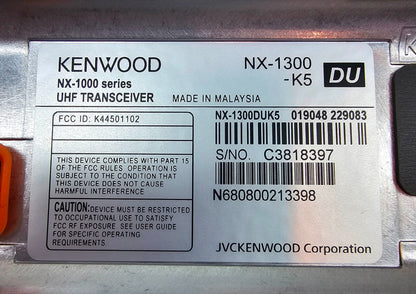 KENWOOD
NX-1300
-K5
DU
NX-1000 series
UHF TRANSCEIVER
MADE IN MALAYSIA
FCC ID: K44501102
THIS DEVICE COMPLIES WITH PART 15
OF THE FCC RULES. OPERATION IS
SUBJECT TO THE CONDITION THAT
THIS DEVICE DOES NOT CAUSE
HARMFUL INTERFERENCE
CAUTION: DEVICE MUST BE RESTRICTED
TO OCCUPATIONAL USE TO SATISFY
FCC RF EXPOSURE. SEE USER GUIDE
FOR SPECIFIC OPERATING
REQUIREMENTS.
NX-1300DUK5 019048 229083
S/NO. C3818397
N680800213398
JVCKENWOOD Corporation